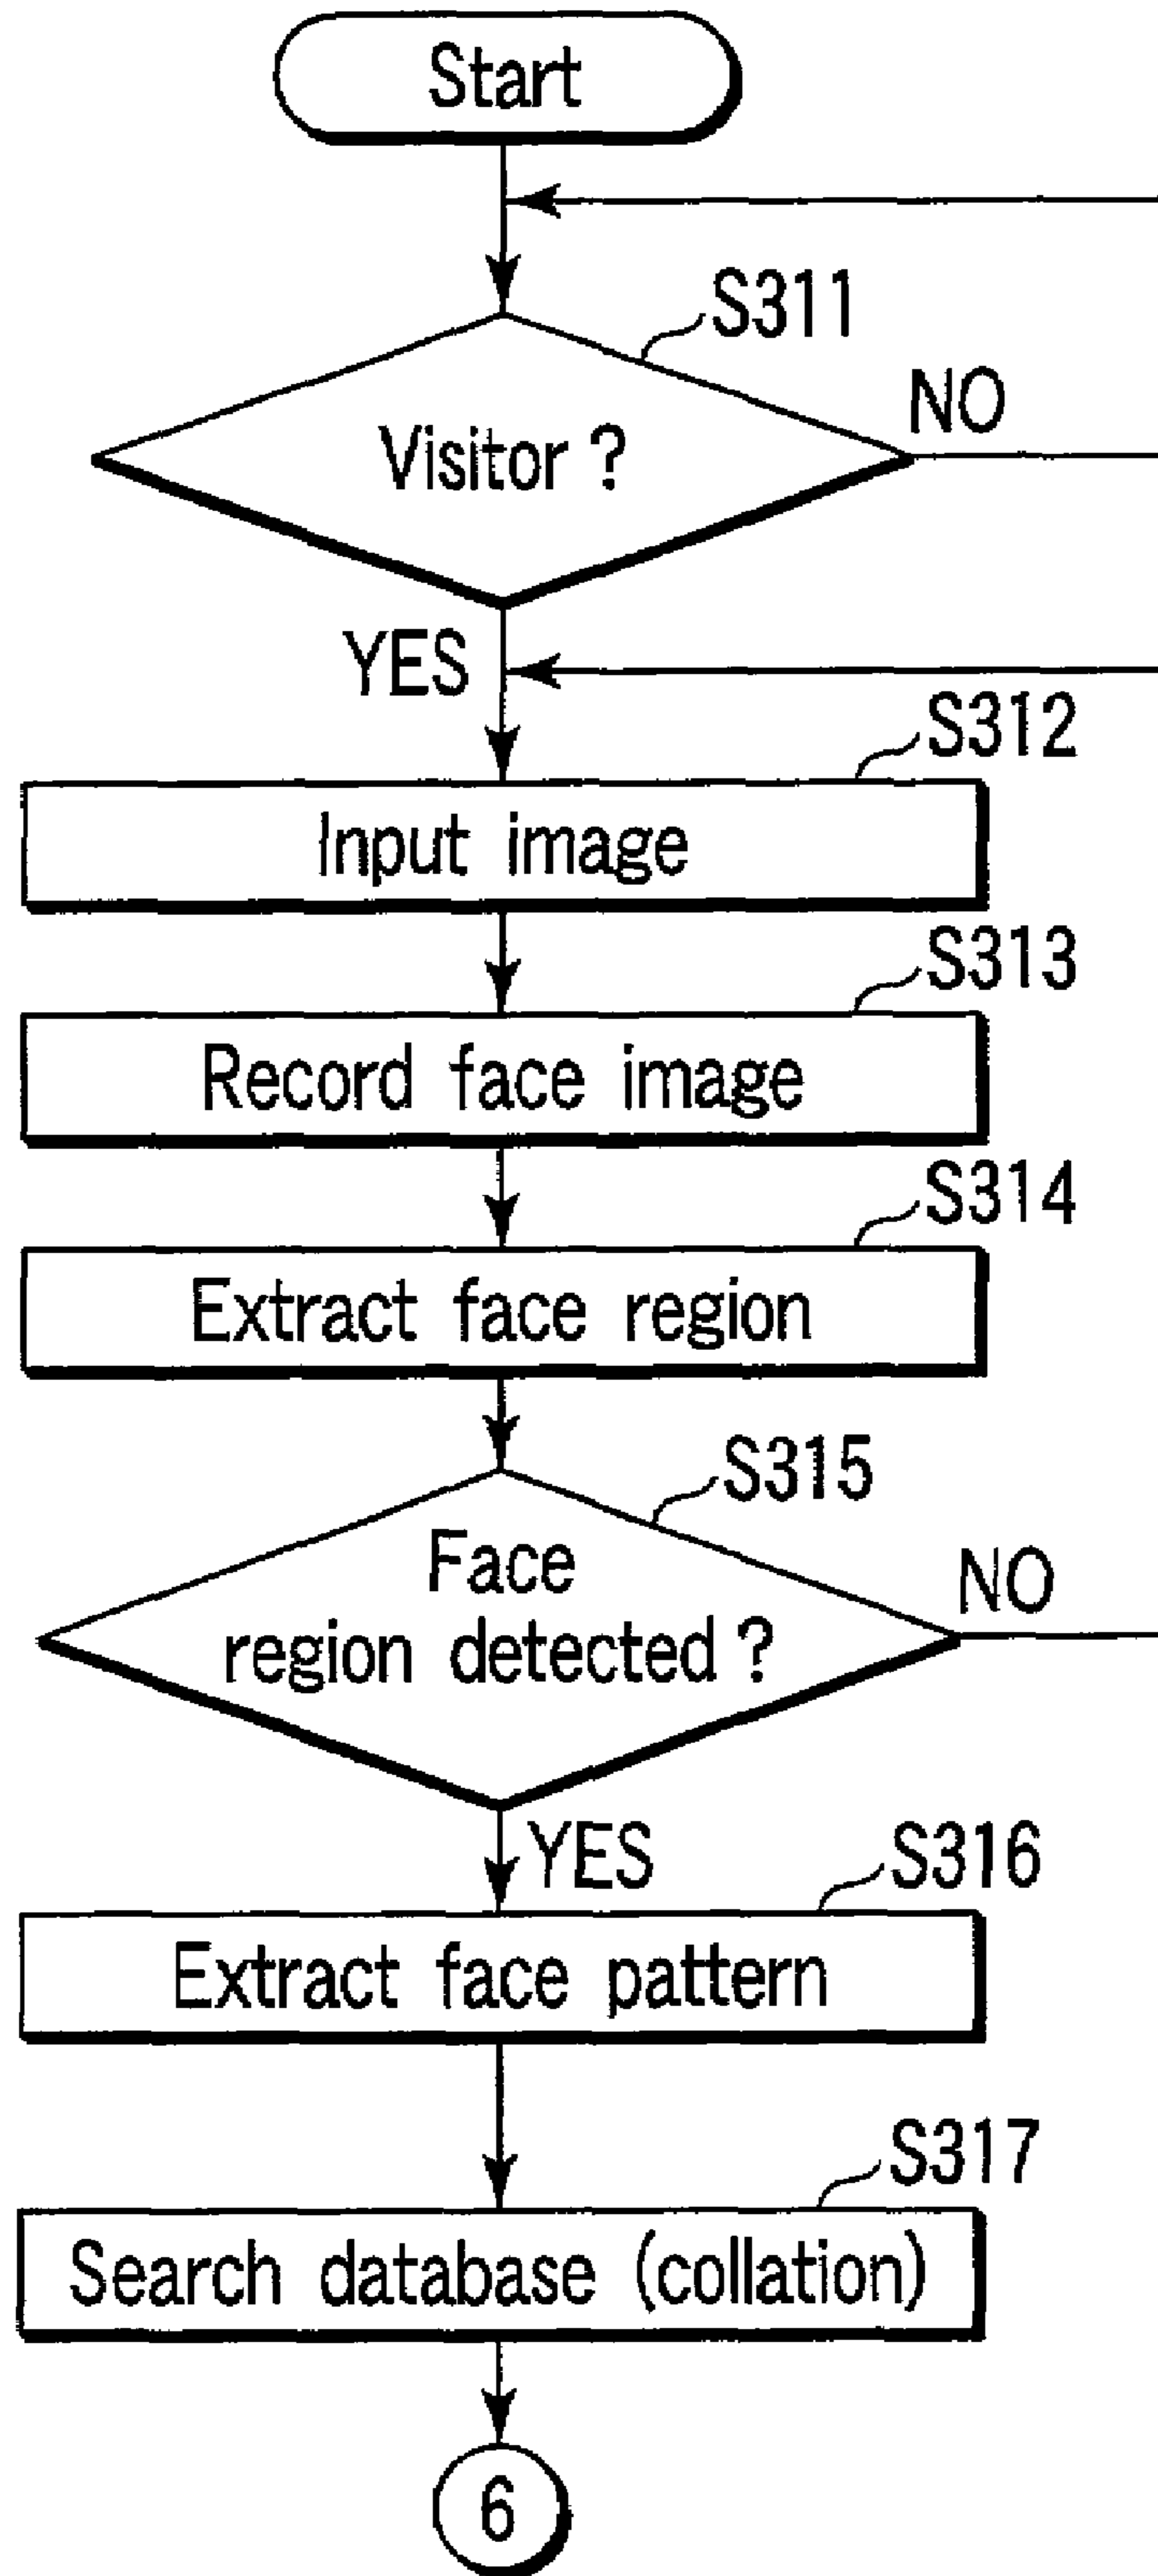 Start
S311
NO
Visitor ?
YES
S312
Input image
S313
Record face image
S314
Extract face region
S315
Face
NO
region detected ?
YES
S316
Extract face pattern
S317
Search database (collation)
6